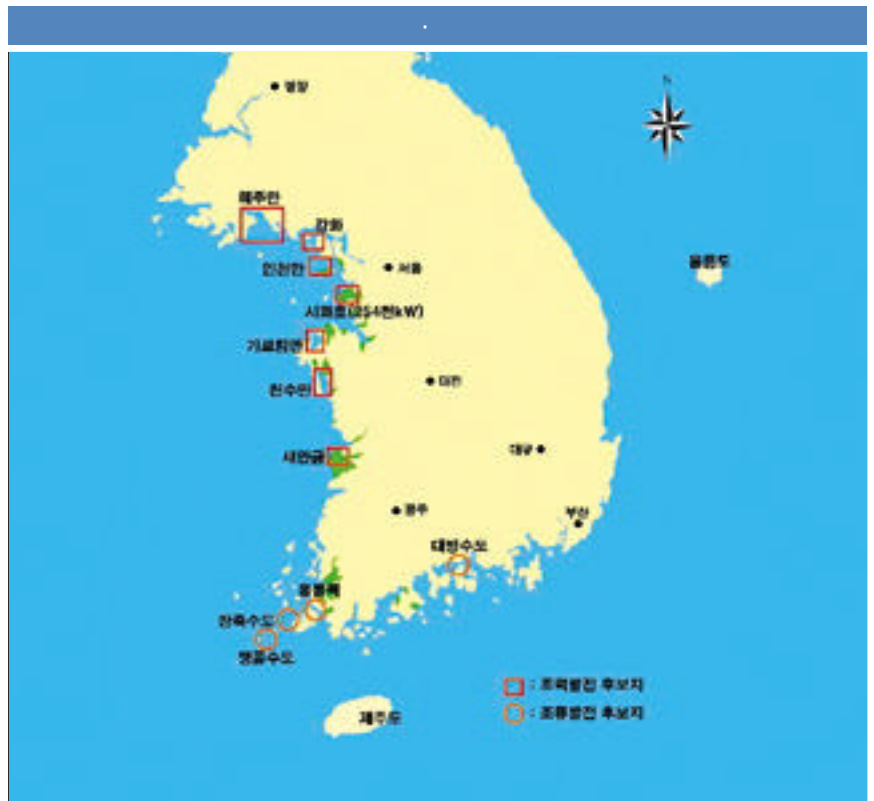 .
N
평양
해주만
강화
인천만
서울
울릉도
시화호(254천kW)
가로림만
천수만
대전
새만금
대구
광주
부산
대방수도
울돌목
장죽수도
맹골수도
제주도
: 조력발전 후보지
: 조류발전 후보지